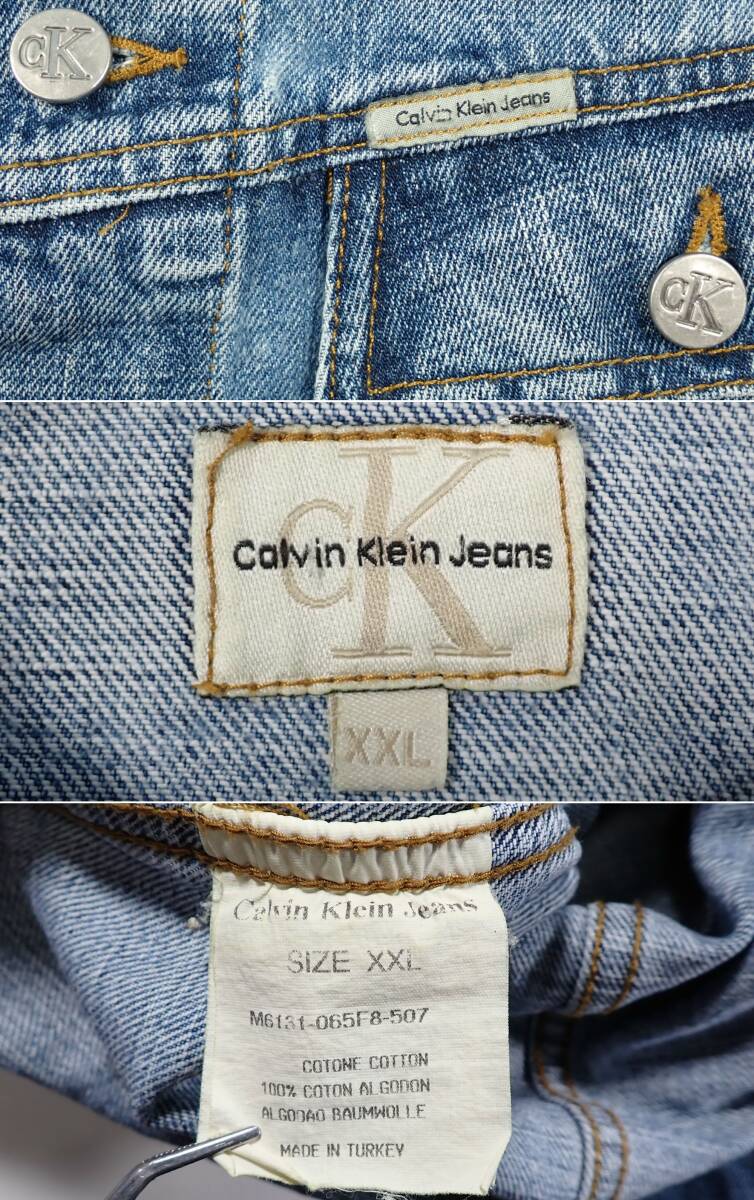 CK
Calvin Klein Jeans
CK
CK
Calvin Klein Jeans
XXL
Calvin Klein Jeans
SIZE XXL
M6131-065F8-507
COTONE COTTON
100% COTON ALGODON
ALGODAO BAUMWOLLE
MADE IN TURKEY